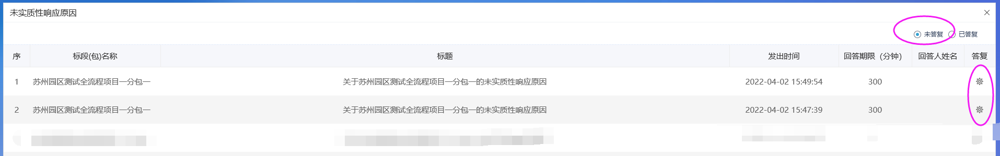 未实质性响应原因
未答复 已答复
序 标段(包)名称 标题 发出时间 回答期限（分钟） 回答人姓名 答复
1 苏州园区测试全流程项目一分包一 关于苏州园区测试全流程项目一分包一的未实质性响应原因 2022-04-02 15:49:54 300
2 苏州园区测试全流程项目一分包一 关于苏州园区测试全流程项目一分包一的未实质性响应原因 2022-04-02 15:47:39 300